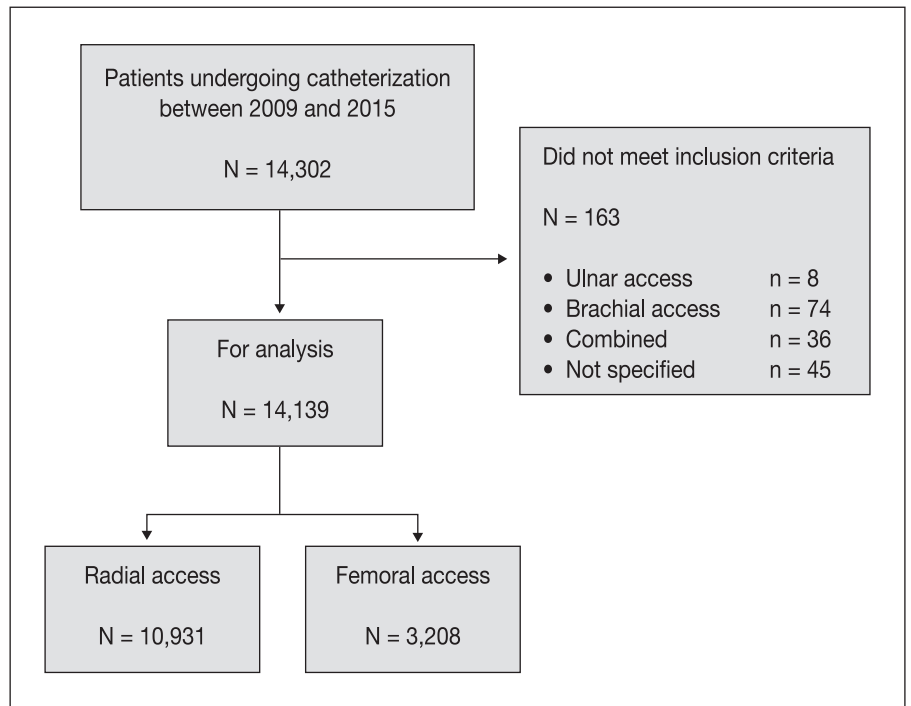 Patients undergoing catheterization
between 2009 and 2015
N = 14,302
Did not meet inclusion criteria
N = 163
• Ulnar access n = 8
• Brachial access n = 74
• Combined n = 36
• Not specified n = 45
For analysis
N = 14,139
Radial access
N = 10,931
Femoral access
N = 3,208